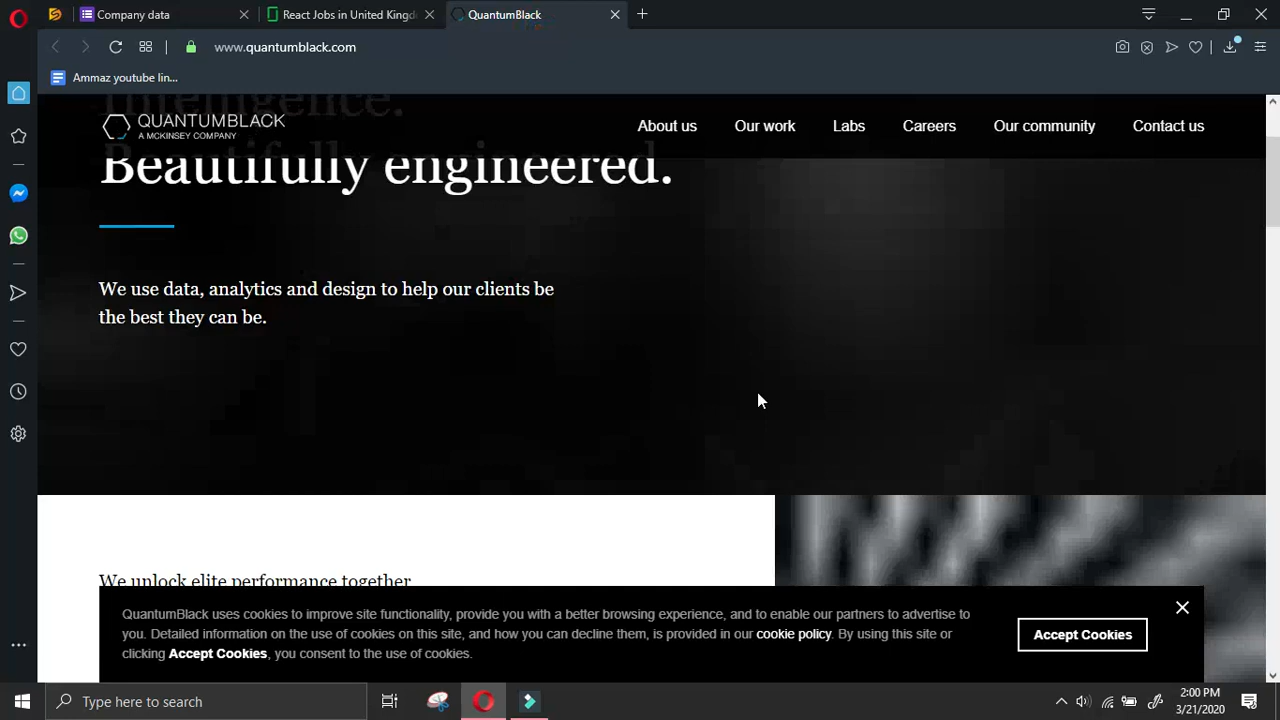 Company data
React Jobs in United Kingd
QuantumBlack
www.quantumblack.com
Ammaz youtube lin...
Intelligence.
QUANTUMBLACK
A MCKINSEY COMPANY
About us
Our work
Labs
Careers
Our community
Contact us
Beautifully engineered.
We use data, analytics and design to help our clients be
the best they can be.
We unlock elite performance together
QuantumBlack uses cookies to improve site functionality, provide you with a better browsing experience, and to enable our partners to advertise to
you. Detailed information on the use of cookies on this site, and how you can decline them, is provided in our cookie policy. By using this site or
clicking Accept Cookies, you consent to the use of cookies.
Accept Cookies
Type here to search
2:00 PM
3/21/2020